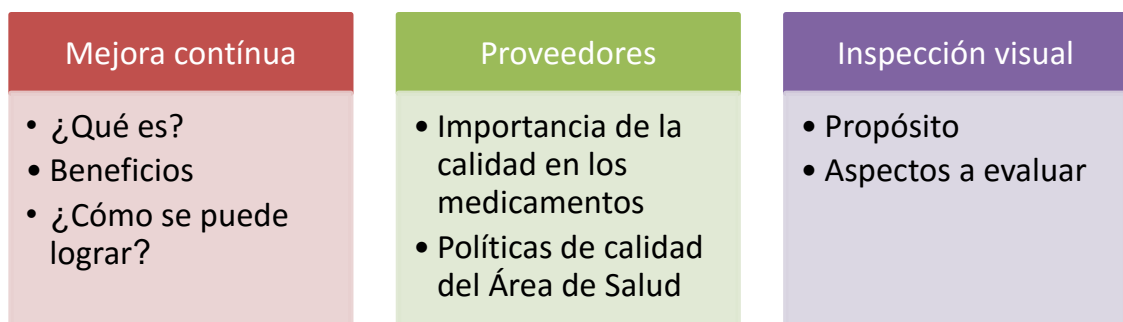 Mejora contínua
• ¿Qué es?
• Beneficios
• ¿Cómo se puede
lograr?
Proveedores
• Importancia de la
calidad en los
medicamentos
• Políticas de calidad
del Área de Salud
Inspección visual
• Propósito
• Aspectos a evaluar